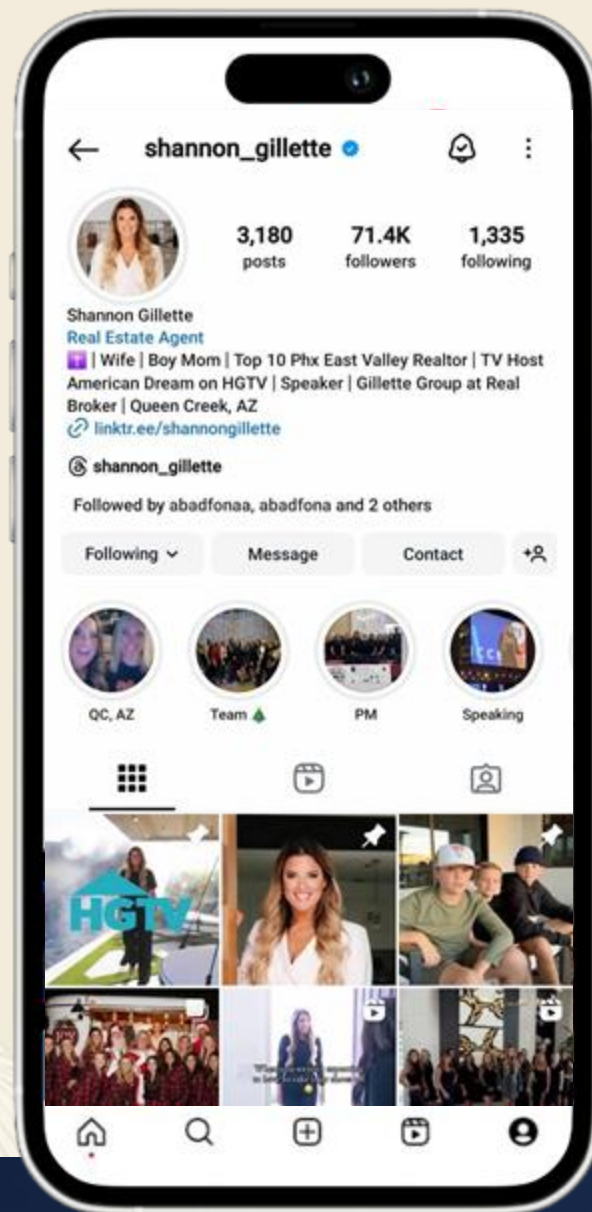 shannon_gillette
3,180
posts
71.4K
followers
1,335
following
Shannon Gillette
Real Estate Agent
✝️ | Wife | Boy Mom | Top 10 Phx East Valley Realtor | TV Host
American Dream on HGTV | Speaker | Gillette Group at Real
Broker | Queen Creek, AZ
linktr.ee/shannongillette
shannon_gillette
Followed by abadfonaa, abadfona and 2 others
Following
Message
Contact
QC, AZ
Team 🎄
PM
Speaking
HGTV